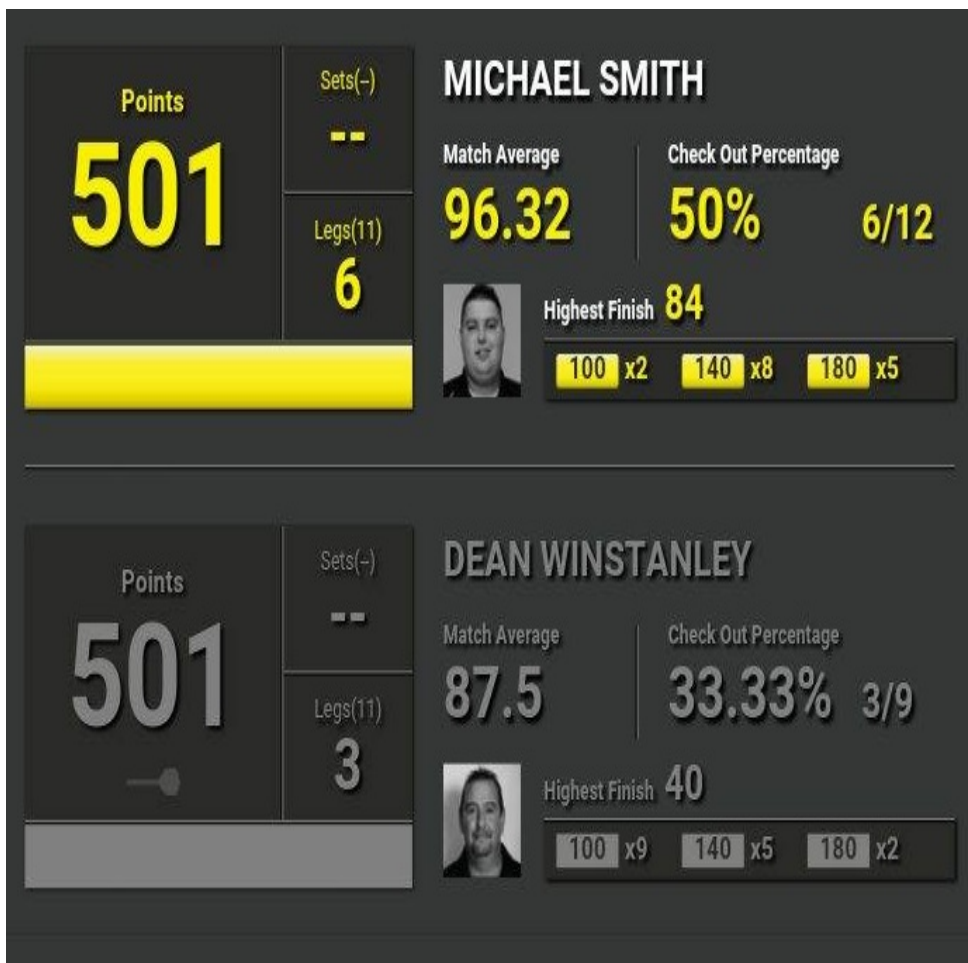 MICHAEL SMITH
Points
501
Sets(--)
--
Legs(11)
6
Match Average
96.32
Check Out Percentage
50% 6/12
Highest Finish 84
100 x2 140 x8 180 x5
DEAN WINSTANLEY
Points
501
Sets(--)
--
Legs(11)
3
Match Average
87.5
Check Out Percentage
33.33% 3/9
Highest Finish 40
100 x9 140 x5 180 x2